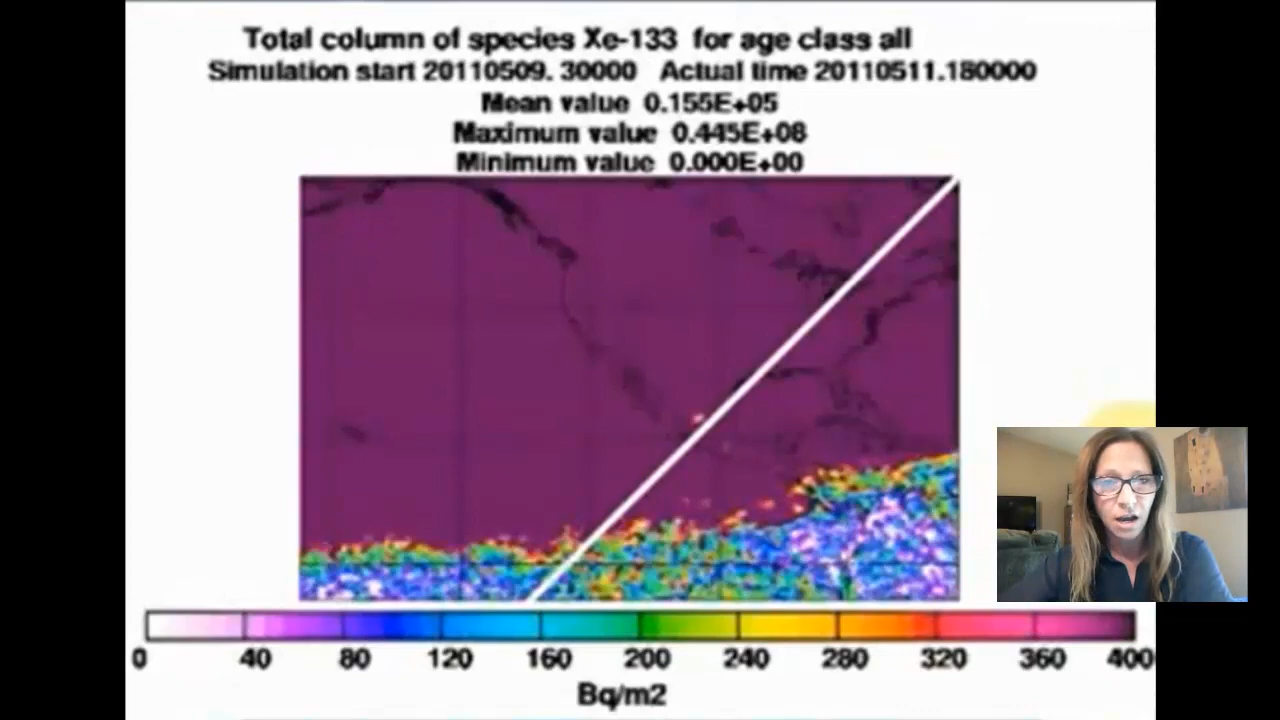 Total column of species Xe-133 for age class all
Simulation start 20110509. 30000 Actual time 20110511.180000
Mean value 0.155E+05
Maximum value 0.445E+08
Minimum value 0.000E+00
0 40 80 120 160 200 240 280 320 360 400
Bq/m2